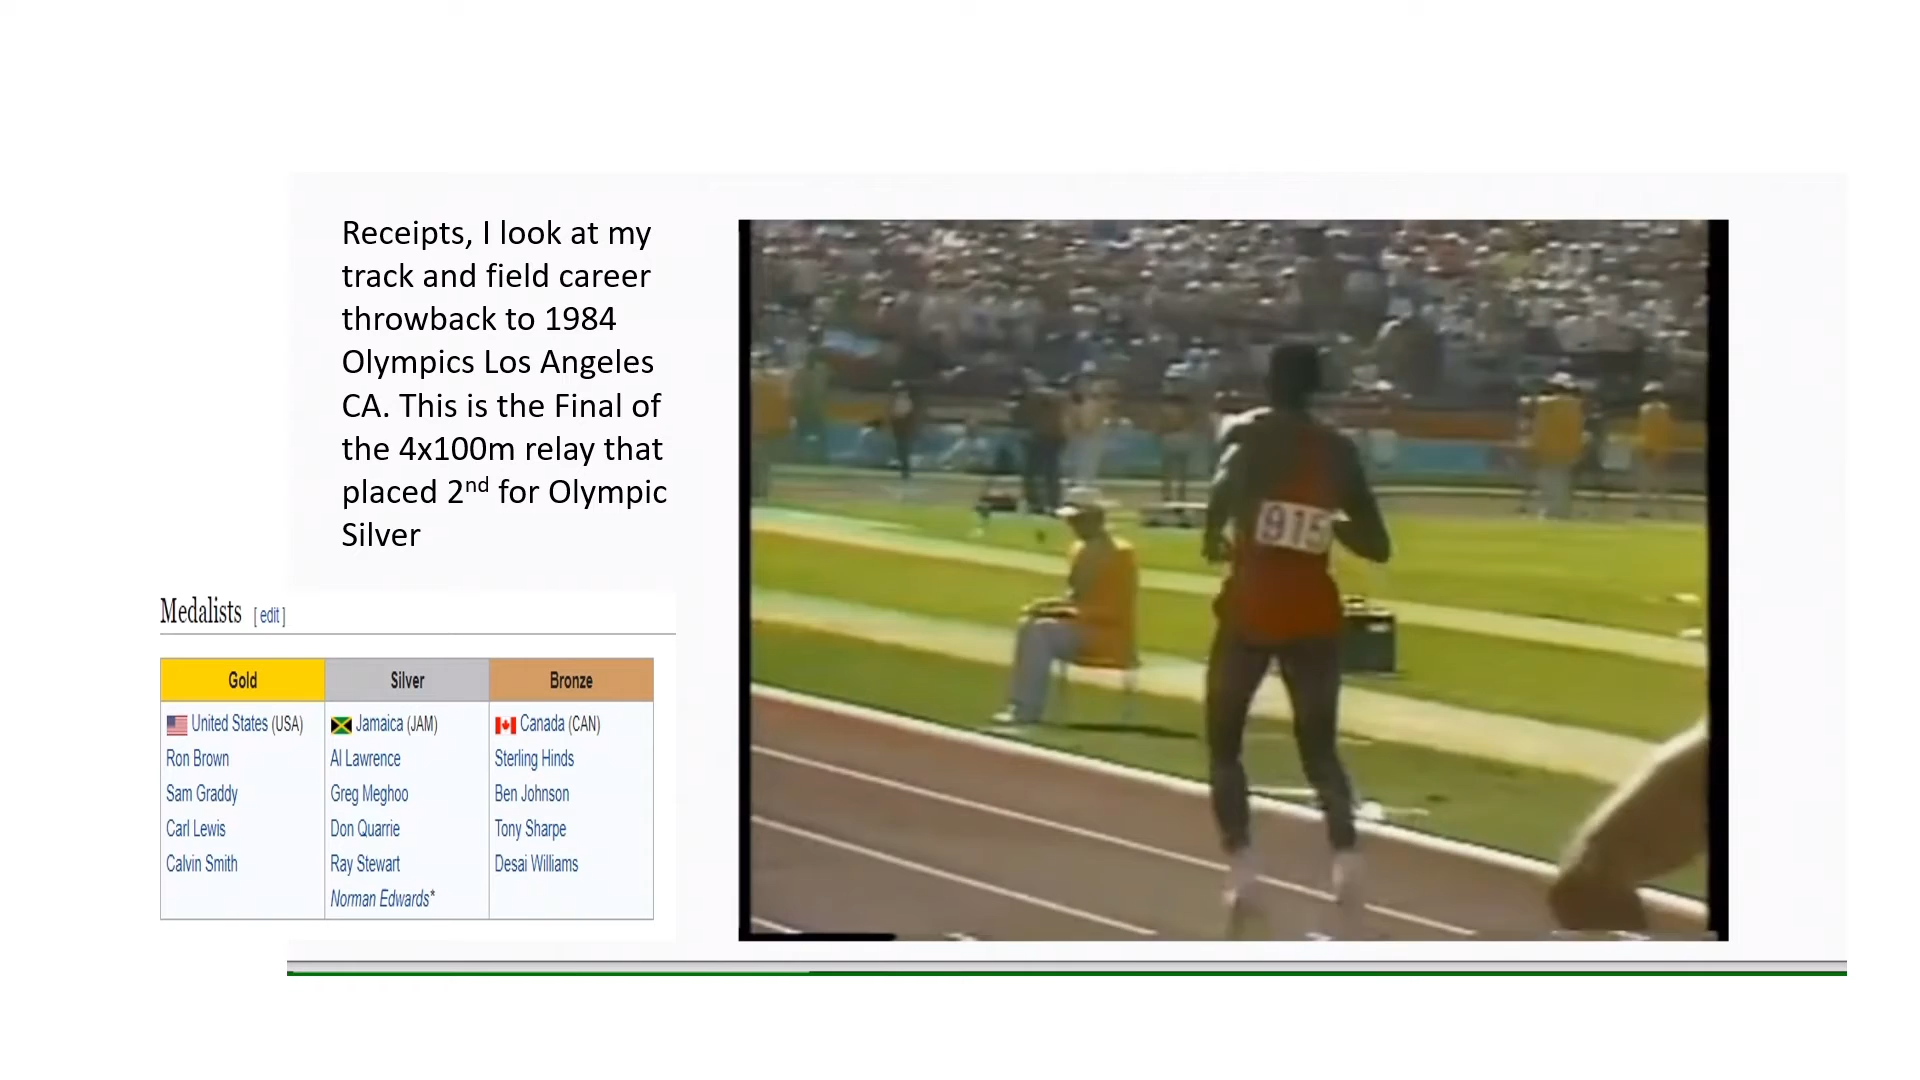 Receipts, I look at my
track and field career
throwback to 1984
Olympics Los Angeles
CA. This is the Final of
the 4x100m relay that
placed 2nd for Olympic
Silver
Medalists [ edit ]
Gold Silver Bronze
United States (USA) Jamaica (JAM) Canada (CAN)
Ron Brown Al Lawrence Sterling Hinds
Sam Graddy Greg Meghoo Ben Johnson
Carl Lewis Don Quarrie Tony Sharpe
Calvin Smith Ray Stewart Desai Williams
Norman Edwards*
915